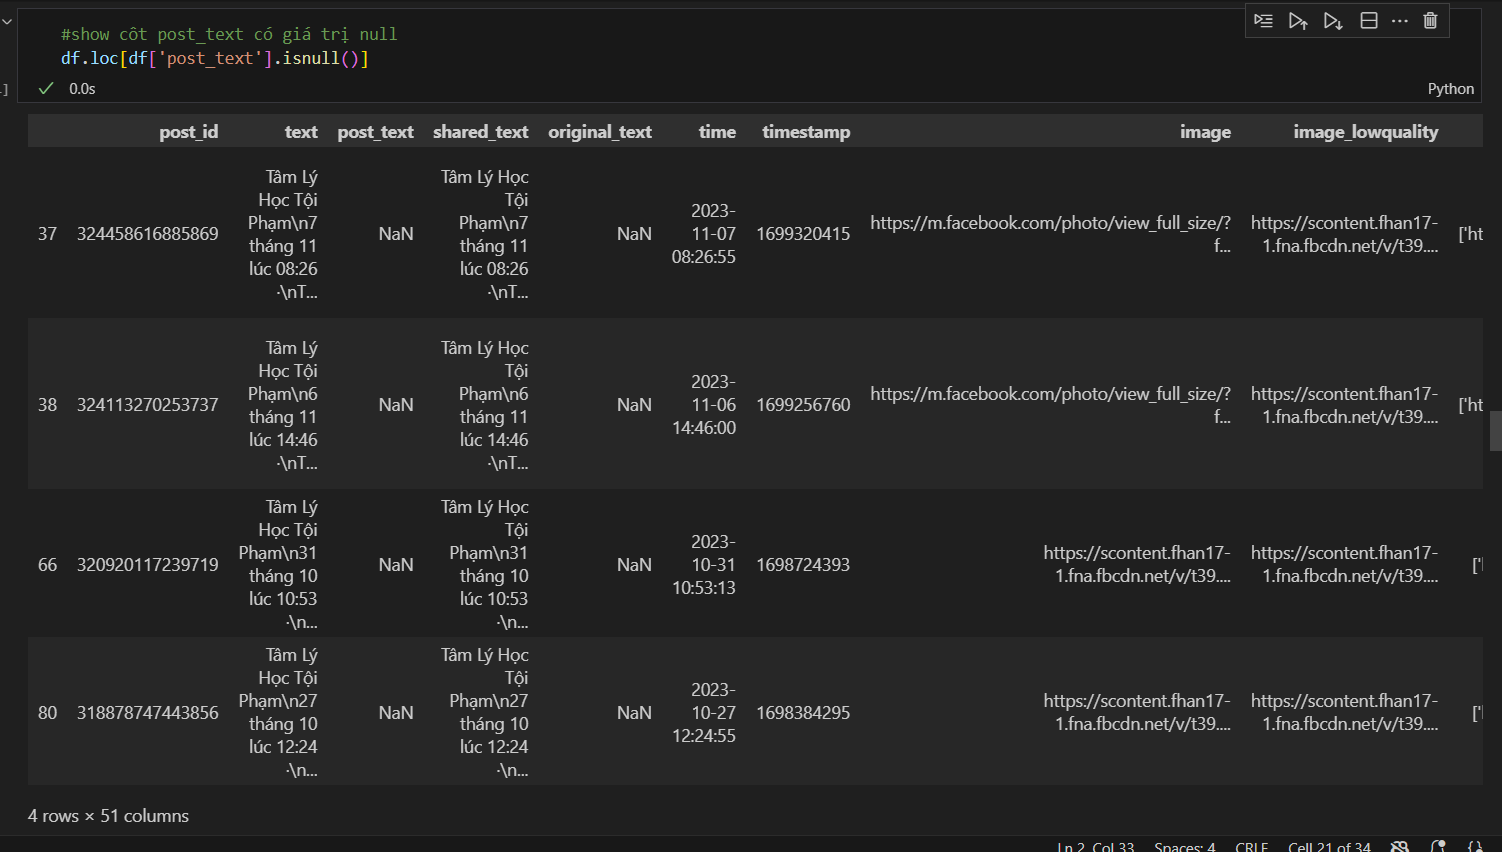 #show côt post_text có giá trị null
df.loc[df['post_text'].isnull()]
0.0s
Python
post_id text post_text shared_text original_text time timestamp image image_lowquality
37 324458616885869 Tâm Lý Học Tội Phạm\n7 tháng 11 lúc 08:26 ·\nT... NaN Tâm Lý Học Tội Phạm\n7 tháng 11 lúc 08:26 ·\nT... NaN 2023-11-07 08:26:55 1699320415 https://m.facebook.com/photo/view_full_size/?f... https://scontent.fhan17-1.fna.fbcdn.net/v/t39.... ['ht
38 324113270253737 Tâm Lý Học Tội Phạm\n6 tháng 11 lúc 14:46 ·\nT... NaN Tâm Lý Học Tội Phạm\n6 tháng 11 lúc 14:46 ·\nT... NaN 2023-11-06 14:46:00 1699256760 https://m.facebook.com/photo/view_full_size/?f... https://scontent.fhan17-1.fna.fbcdn.net/v/t39.... ['ht
66 320920117239719 Tâm Lý Học Tội Phạm\n31 tháng 10 lúc 10:53 ·\n... NaN Tâm Lý Học Tội Phạm\n31 tháng 10 lúc 10:53 ·\n... NaN 2023-10-31 10:53:13 1698724393 https://scontent.fhan17-1.fna.fbcdn.net/v/t39.... https://scontent.fhan17-1.fna.fbcdn.net/v/t39.... ['
80 318878747443856 Tâm Lý Học Tội Phạm\n27 tháng 10 lúc 12:24 ·\n... NaN Tâm Lý Học Tội Phạm\n27 tháng 10 lúc 12:24 ·\n... NaN 2023-10-27 12:24:55 1698384295 https://scontent.fhan17-1.fna.fbcdn.net/v/t39.... https://scontent.fhan17-1.fna.fbcdn.net/v/t39.... ['
4 rows × 51 columns
Ln 2, Col 33 Spaces: 4 CRLF Cell 21 of 34